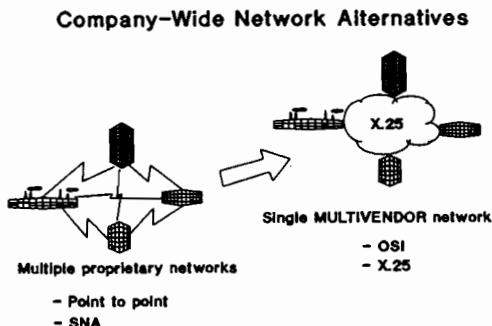 Company-Wide Network Alternatives
X.25
Single MULTIVENDOR network
- OSI
- X.25
Multiple proprietary networks
- Point to point
- SNA